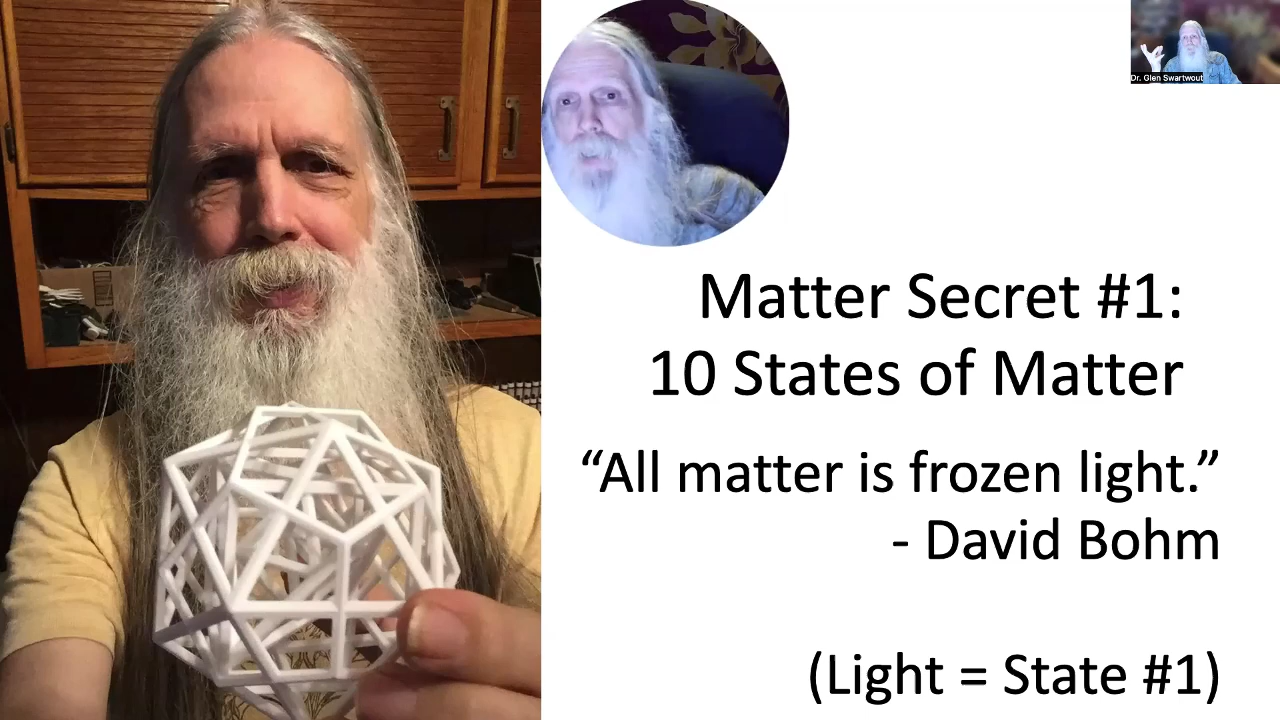 Dr. Glen Swartwout
Matter Secret #1:
10 States of Matter
“All matter is frozen light.”
- David Bohm
(Light = State #1)